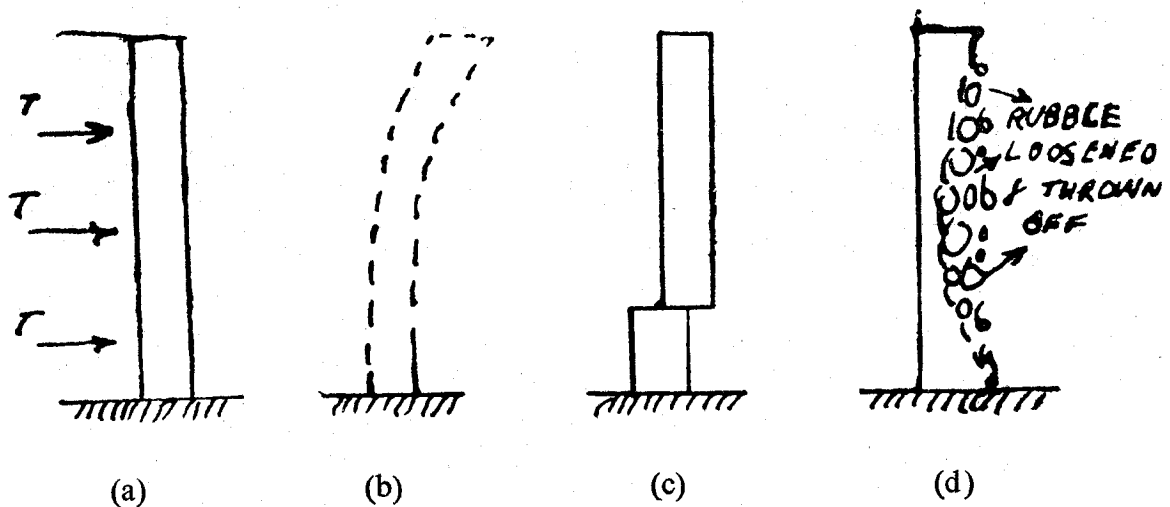 T
T
T
RUBBLE
LOOSENED
& THROWN
OFF
(a)
(b)
(c)
(d)